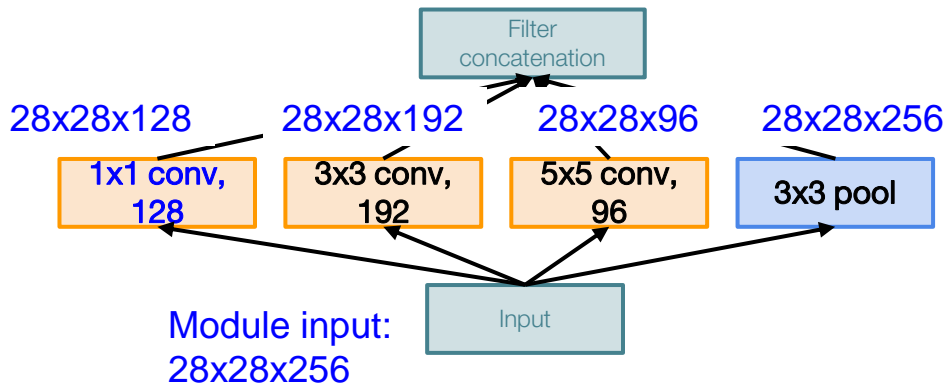 Filter
concatenation
28x28x128
28x28x192
28x28x96
28x28x256
1x1 conv,
128
3x3 conv,
192
5x5 conv,
96
3x3 pool
Input
Module input:
28x28x256